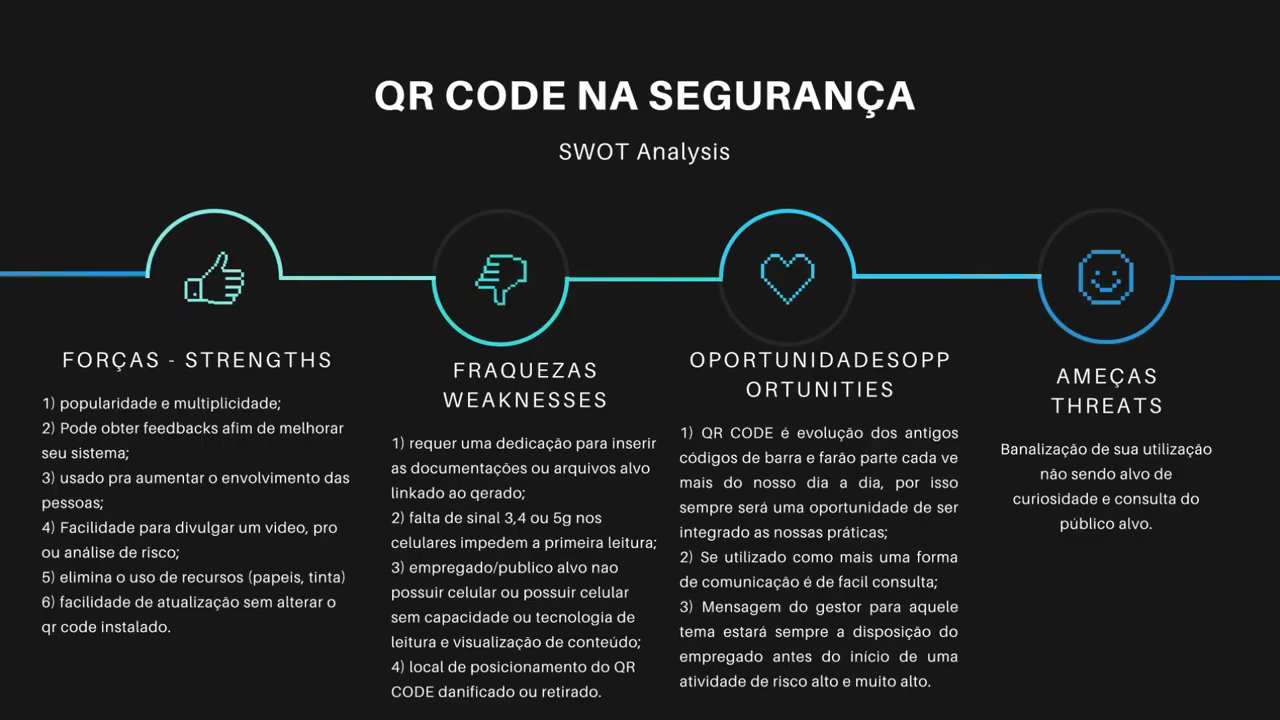 QR CODE NA SEGURANÇA
SWOT Analysis
FORÇAS - STRENGTHS
1) popularidade e multiplicidade;
2) Pode obter feedbacks afim de melhorar
seu sistema;
3) usado pra aumentar o envolvimento das
pessoas;
4) Facilidade para divulgar um video, pro
ou análise de risco;
5) elimina o uso de recursos (papeis, tinta)
6) facilidade de atualização sem alterar o
qr code instalado.
FRAQUEZAS
WEAKNESSES
1) requer uma dedicação para inserir
as documentações ou arquivos alvo
linkado ao qerado;
2) falta de sinal 3,4 ou 5g nos
celulares impedem a primeira leitura;
3) empregado/publico alvo nao
possuir celular ou possuir celular
sem capacidade ou tecnologia de
leitura e visualização de conteúdo;
4) local de posicionamento do QR
CODE danificado ou retirado.
OPORTUNIDADESOPP
ORTUNITIES
1) QR CODE é evolução dos antigos
códigos de barra e farão parte cada ve
mais do nosso dia a dia, por isso
sempre será uma oportunidade de ser
integrado as nossas práticas;
2) Se utilizado como mais uma forma
de comunicação é de facil consulta;
3) Mensagem do gestor para aquele
tema estará sempre a disposição do
empregado antes do início de uma
atividade de risco alto e muito alto.
AMEÇAS
THREATS
Banalização de sua utilização
não sendo alvo de
curiosidade e consulta do
público alvo.